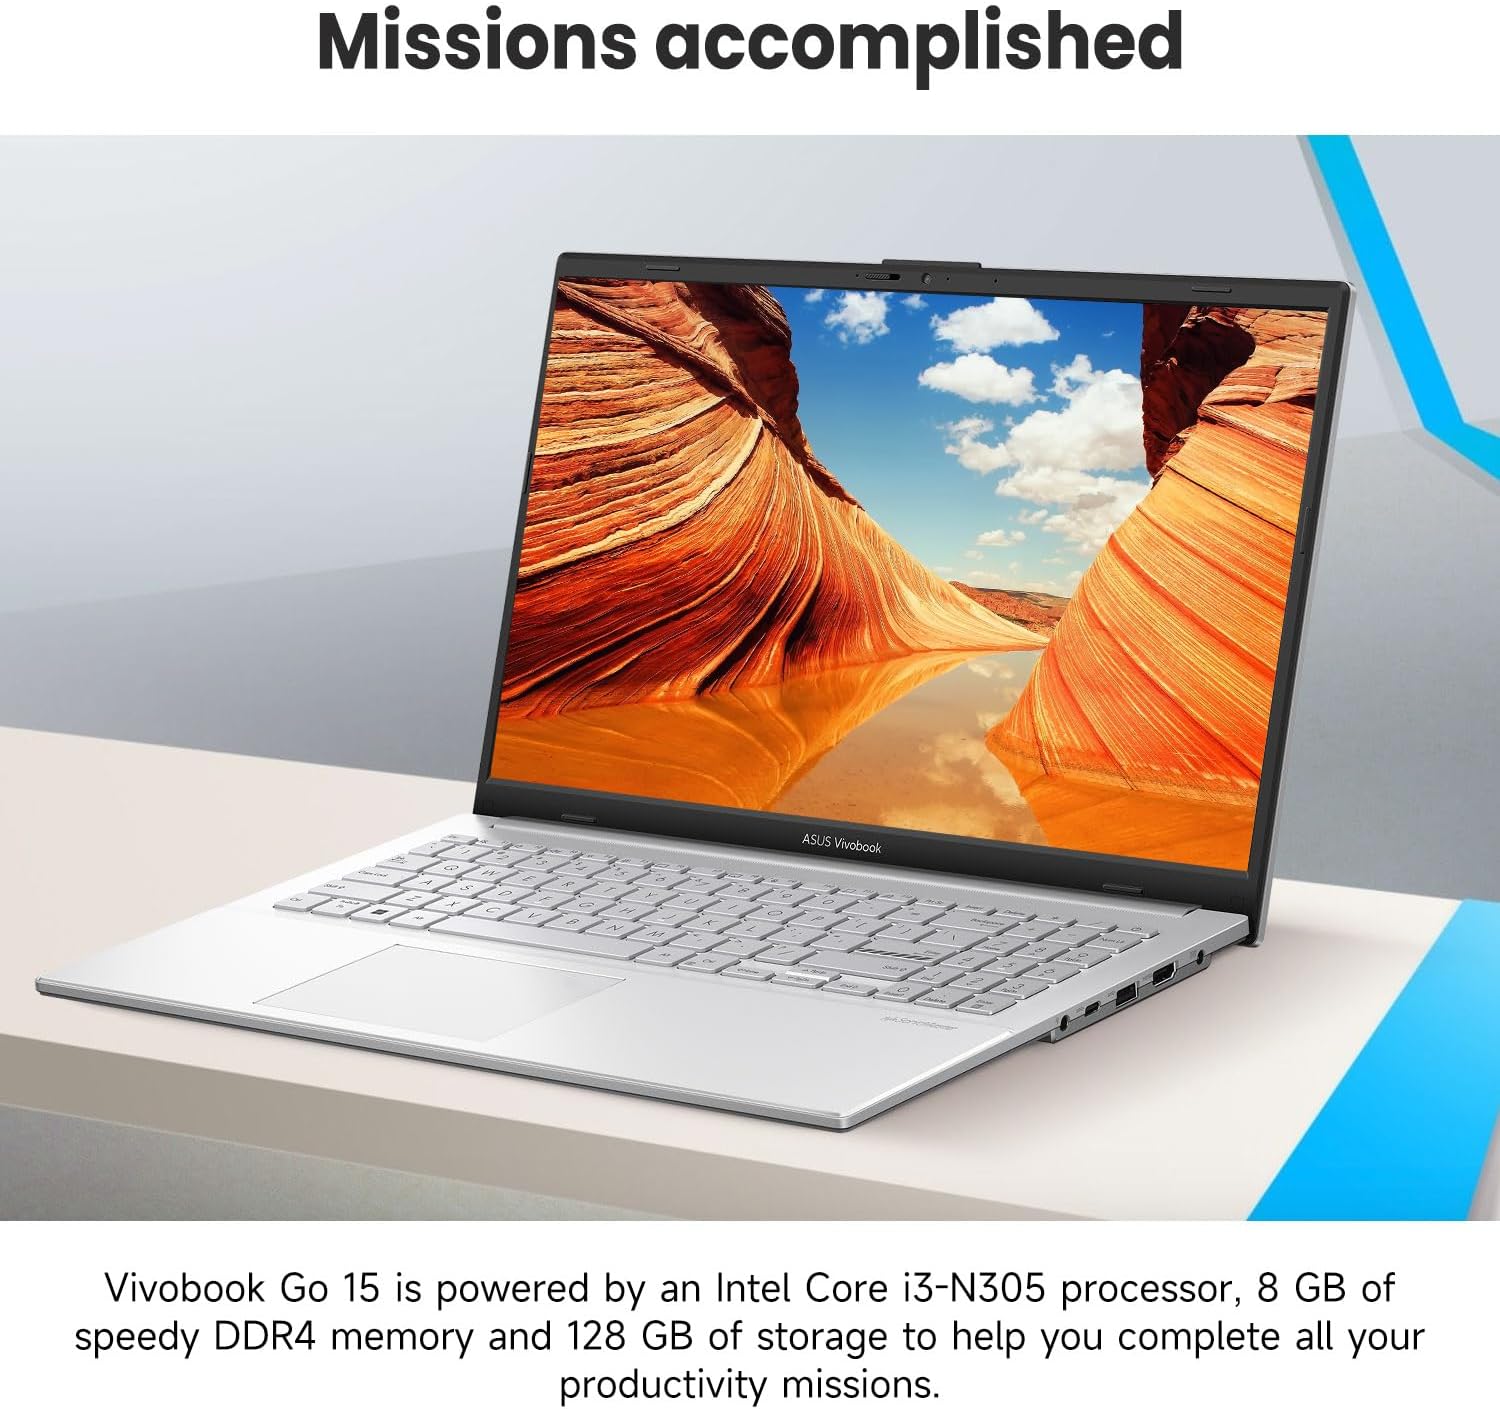 Missions accomplished
ASUS Vivobook
Vivobook Go 15 is powered by an Intel Core i3-N305 processor, 8 GB of
speedy DDR4 memory and 128 GB of storage to help you complete all your
productivity missions.